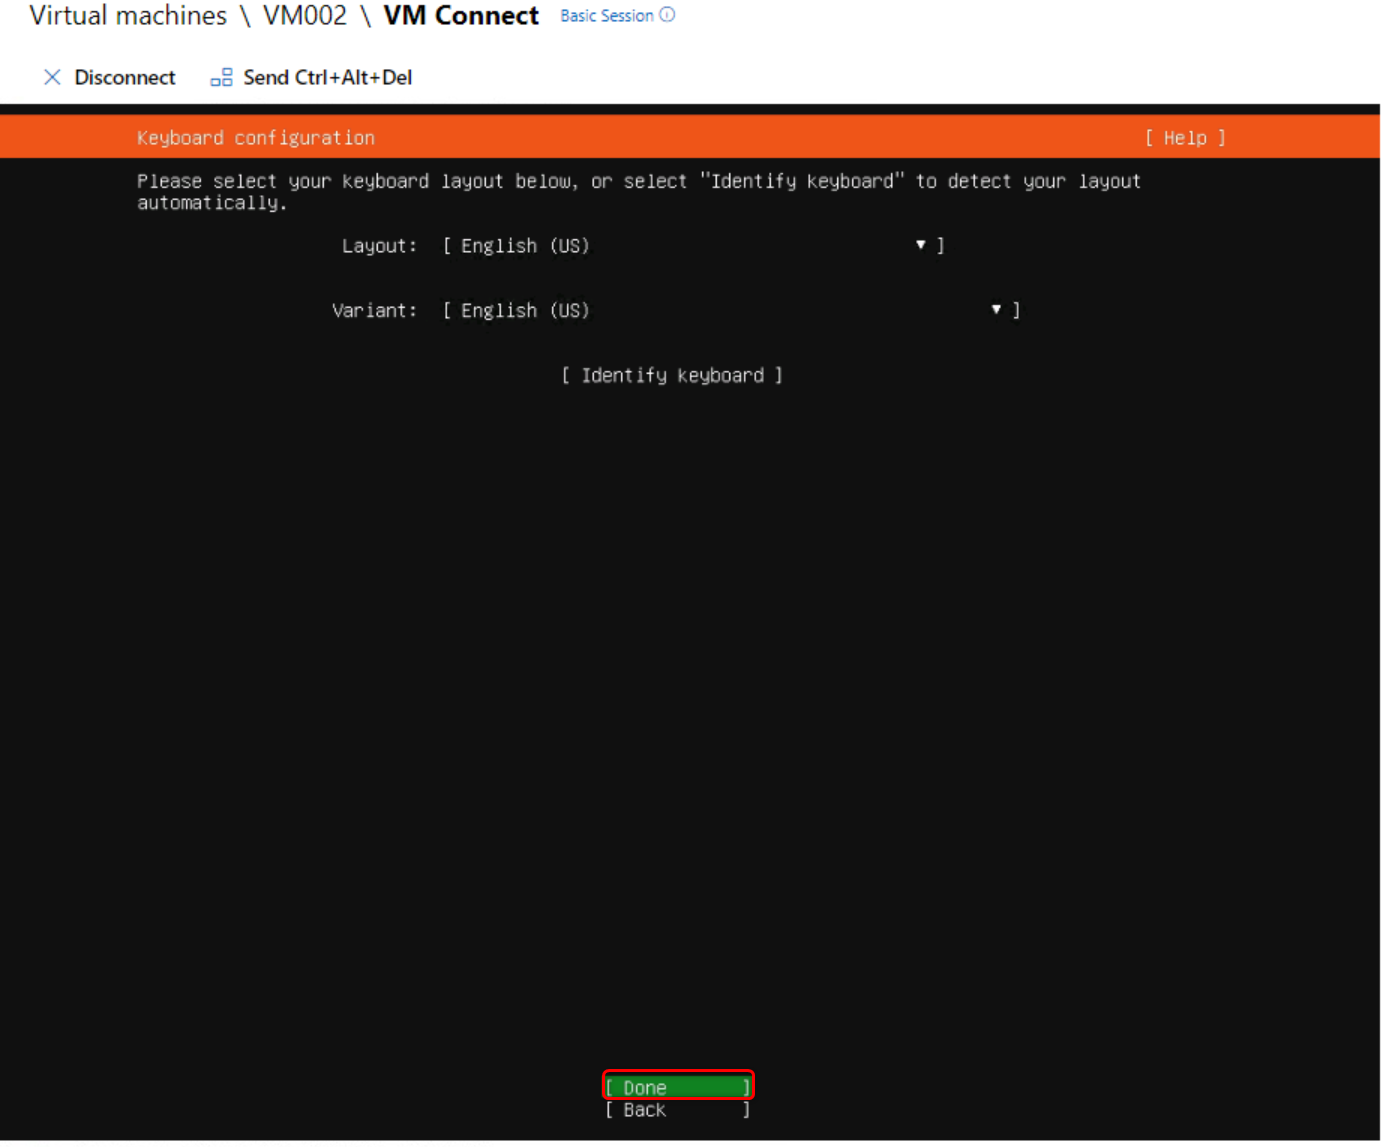 Virtual machines \ VM002 \ VM Connect Basic Session
Disconnect Send Ctrl+Alt+Del
Keyboard configuration [ Help ]
Please select your keyboard layout below, or select "Identify keyboard" to detect your layout
automatically.
Layout: [ English (US) ▼ ]
Variant: [ English (US) ▼ ]
[ Identify keyboard ]
[ Done ]
[ Back ]